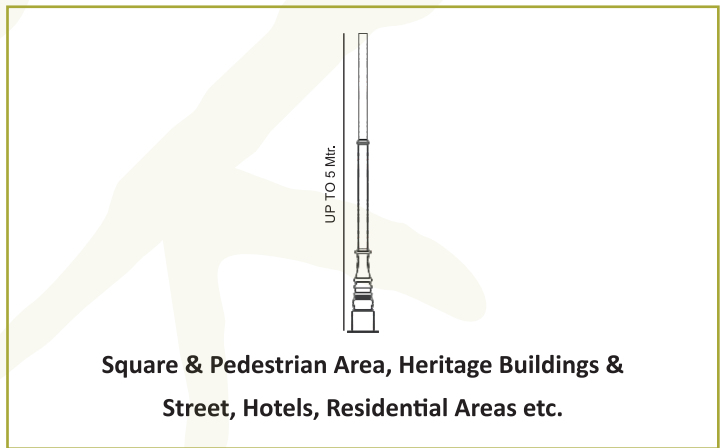 UP TO 5 Mtr.
Square & Pedestrian Area, Heritage Buildings &
Street, Hotels, Residential Areas etc.